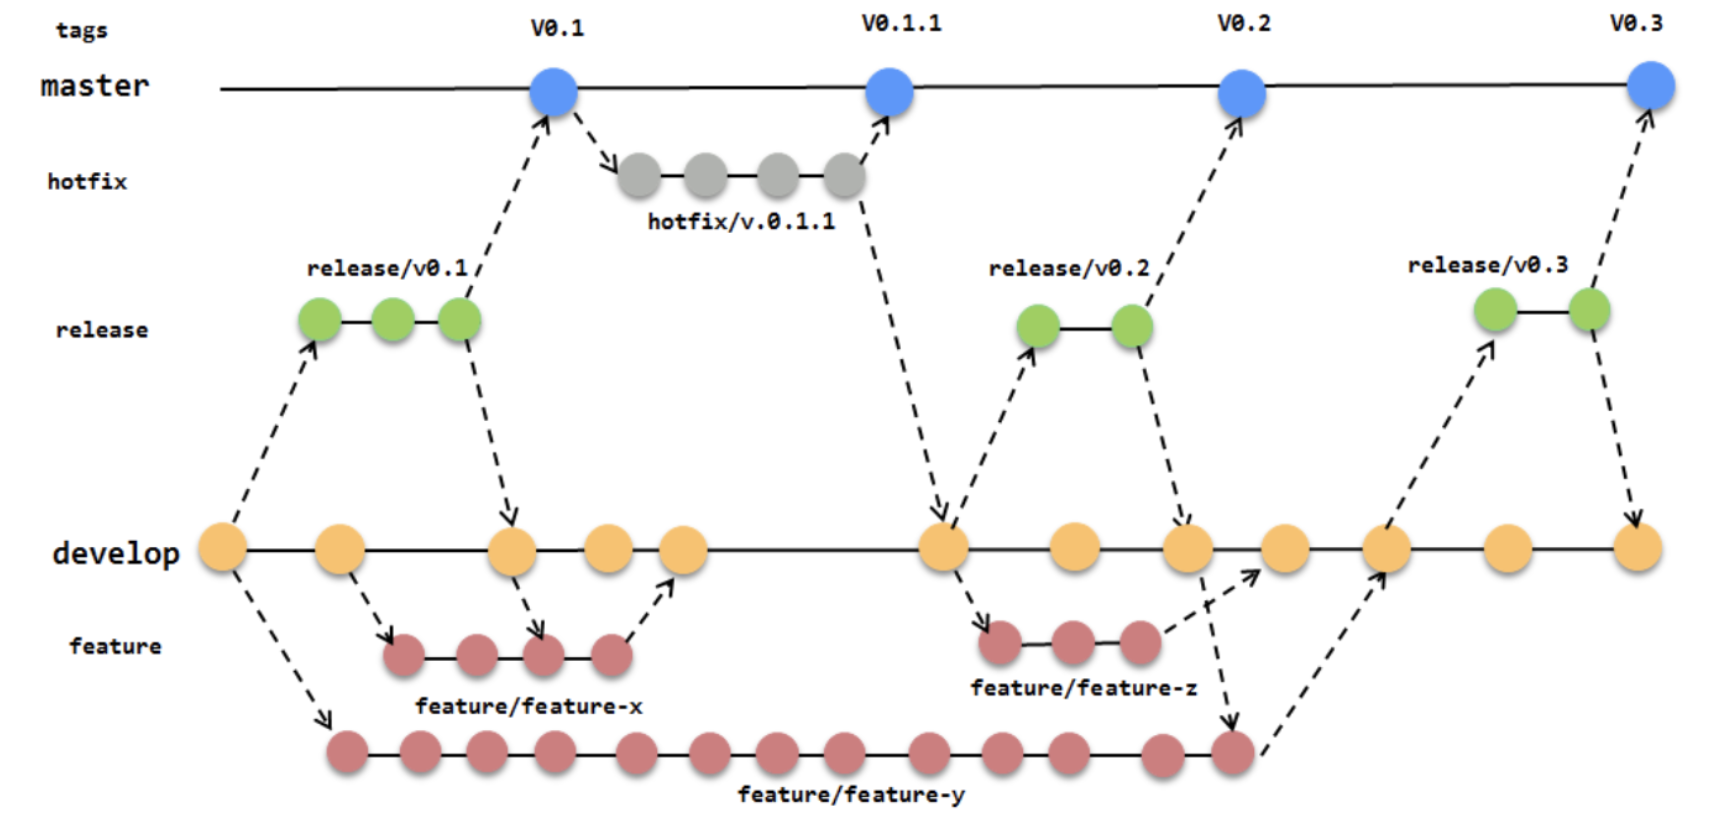 tags
V0.1
V0.1.1
V0.2
V0.3
master
hotfix
hotfix/v.0.1.1
release/v0.1
release/v0.2
release/v0.3
release
develop
feature
feature/feature-x
feature/feature-z
feature/feature-y